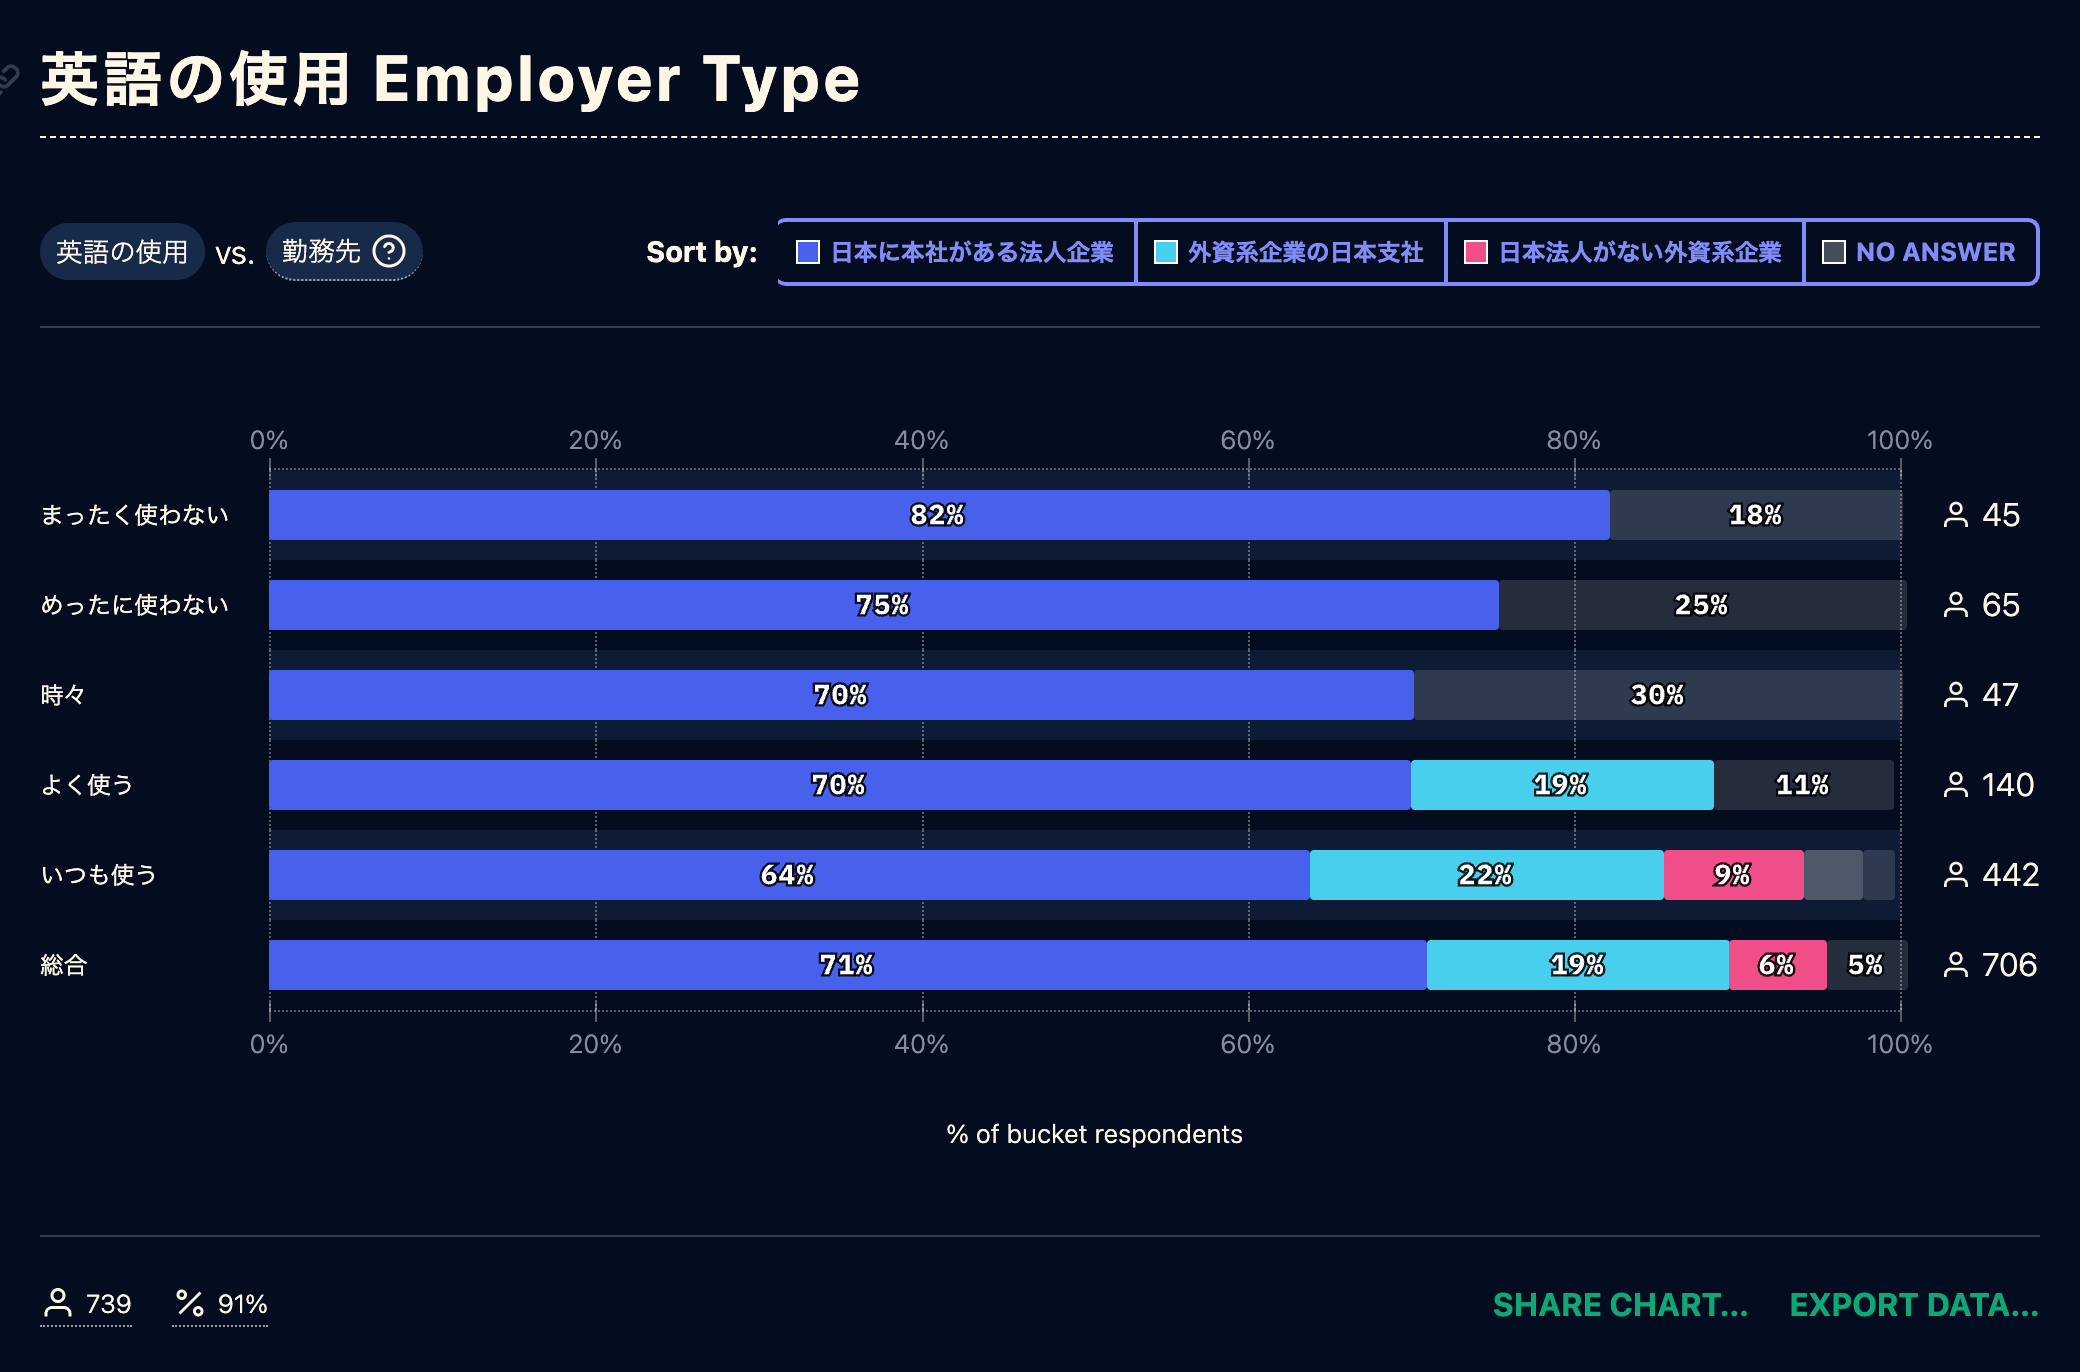 英語の使用 Employer Type
英語の使用 vs. 勤務先 ?
Sort by: 日本に本社がある法人企業 外資系企業の日本支社 日本法人がない外資系企業 NO ANSWER
0% 20% 40% 60% 80% 100%
まったく使わない 82% 18% 45
めったに使わない 75% 25% 65
時々 70% 30% 47
よく使う 70% 19% 11% 140
いつも使う 64% 22% 9% 442
総合 71% 19% 6% 5% 706
0% 20% 40% 60% 80% 100%
% of bucket respondents
739 % 91% SHARE CHART... EXPORT DATA...